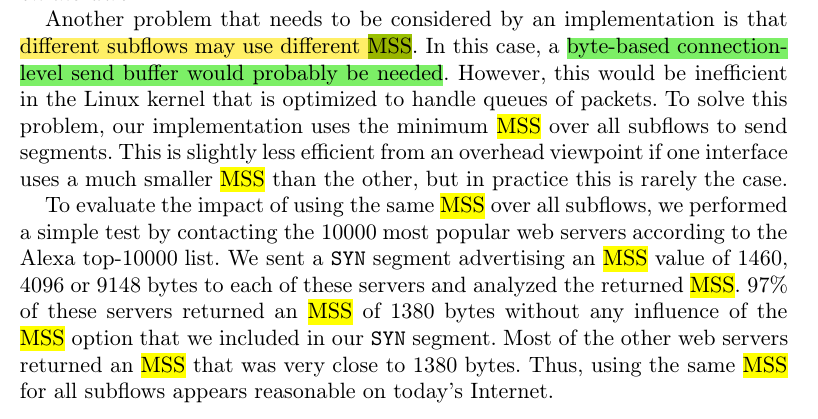 Another problem that needs to be considered by an implementation is that
different subflows may use different MSS. In this case, a byte-based connection-
level send buffer would probably be needed. However, this would be inefficient
in the Linux kernel that is optimized to handle queues of packets. To solve this
problem, our implementation uses the minimum MSS over all subflows to send
segments. This is slightly less efficient from an overhead viewpoint if one interface
uses a much smaller MSS than the other, but in practice this is rarely the case.
To evaluate the impact of using the same MSS over all subflows, we performed
a simple test by contacting the 10000 most popular web servers according to the
Alexa top-10000 list. We sent a SYN segment advertising an MSS value of 1460,
4096 or 9148 bytes to each of these servers and analyzed the returned MSS. 97%
of these servers returned an MSS of 1380 bytes without any influence of the
MSS option that we included in our SYN segment. Most of the other web servers
returned an MSS that was very close to 1380 bytes. Thus, using the same MSS
for all subflows appears reasonable on today's Internet.